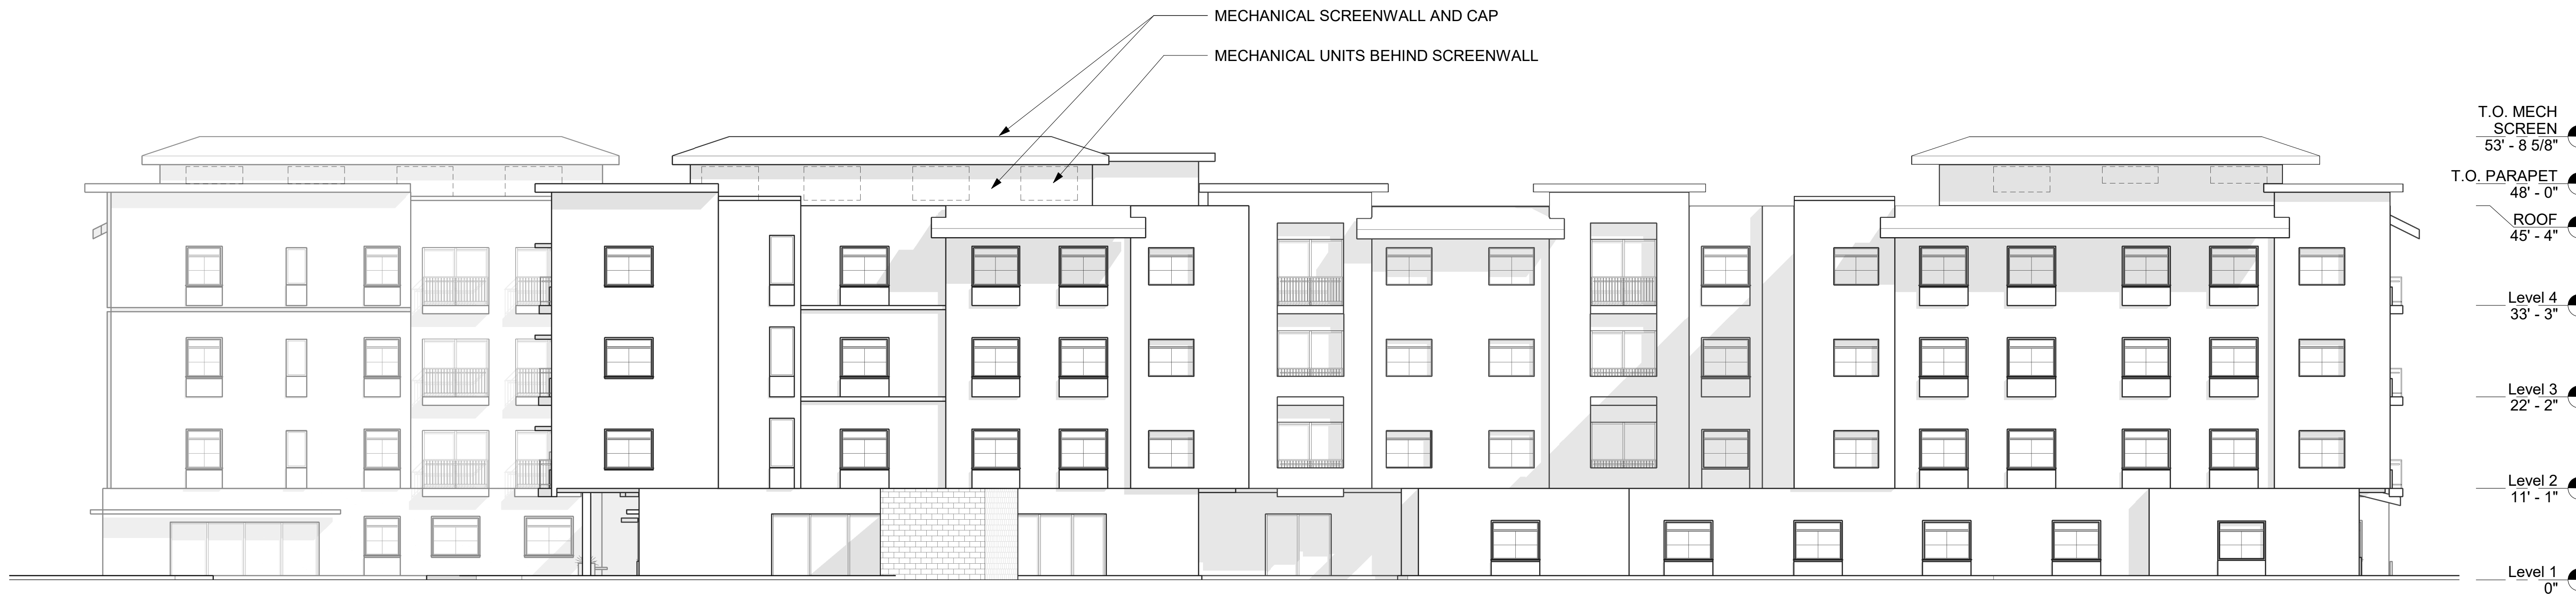 MECHANICAL SCREENWALL AND CAP
MECHANICAL UNITS BEHIND SCREENWALL
T.O. MECH
SCREEN
53' - 8 5/8"
T.O. PARAPET
48' - 0"
ROOF
45' - 4"
Level 4
33' - 3"
Level 3
22' - 2"
Level 2
11' - 1"
Level 1
0"